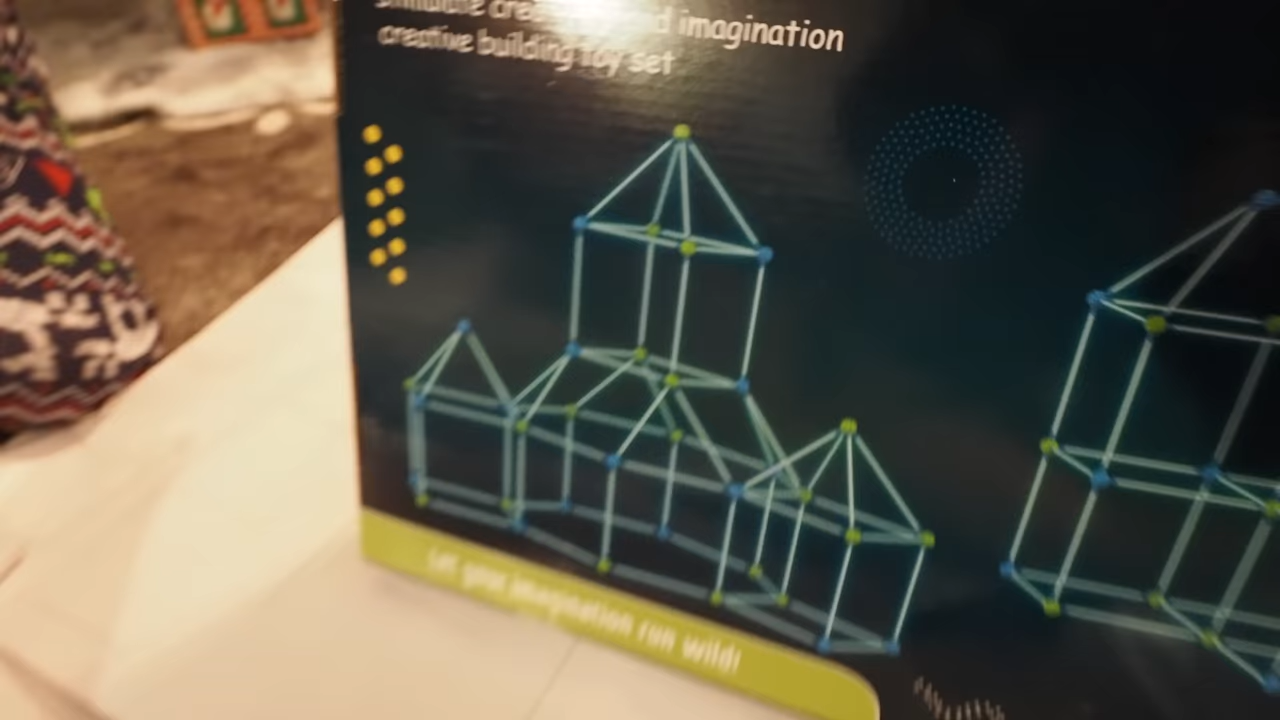 imagination
creative building toy set
Let your imagination run wild!